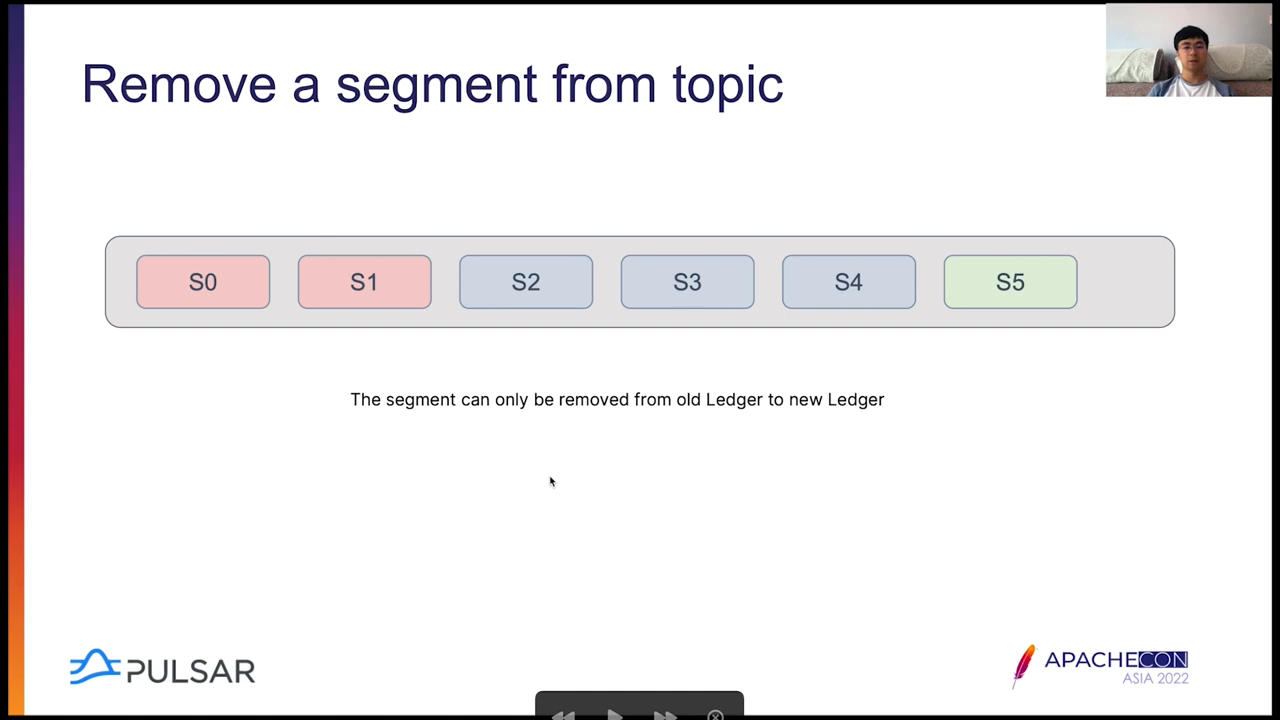 Remove a segment from topic
S0 S1 S2 S3 S4 S5
The segment can only be removed from old Ledger to new Ledger
PULSAR
APACHECON
ASIA 2022